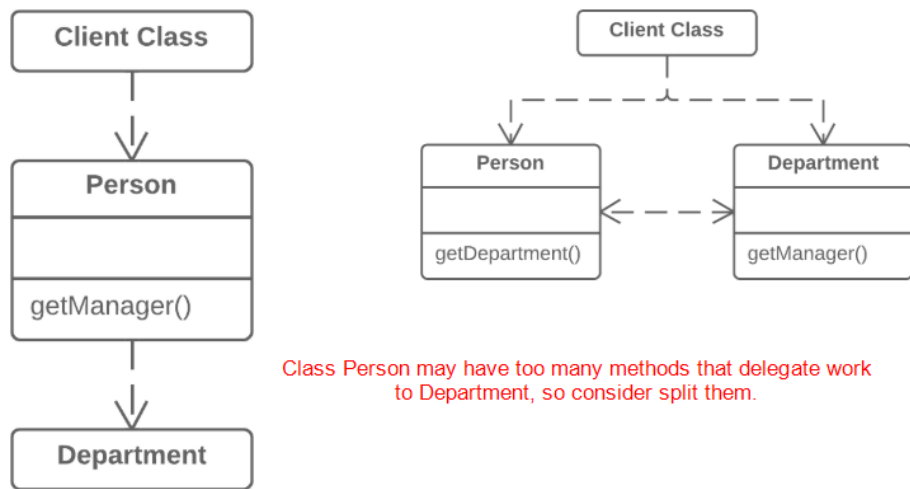 Client Class
Person
getManager()
Department
Client Class
Person
getDepartment()
Department
getManager()
Class Person may have too many methods that delegate work
to Department, so consider split them.